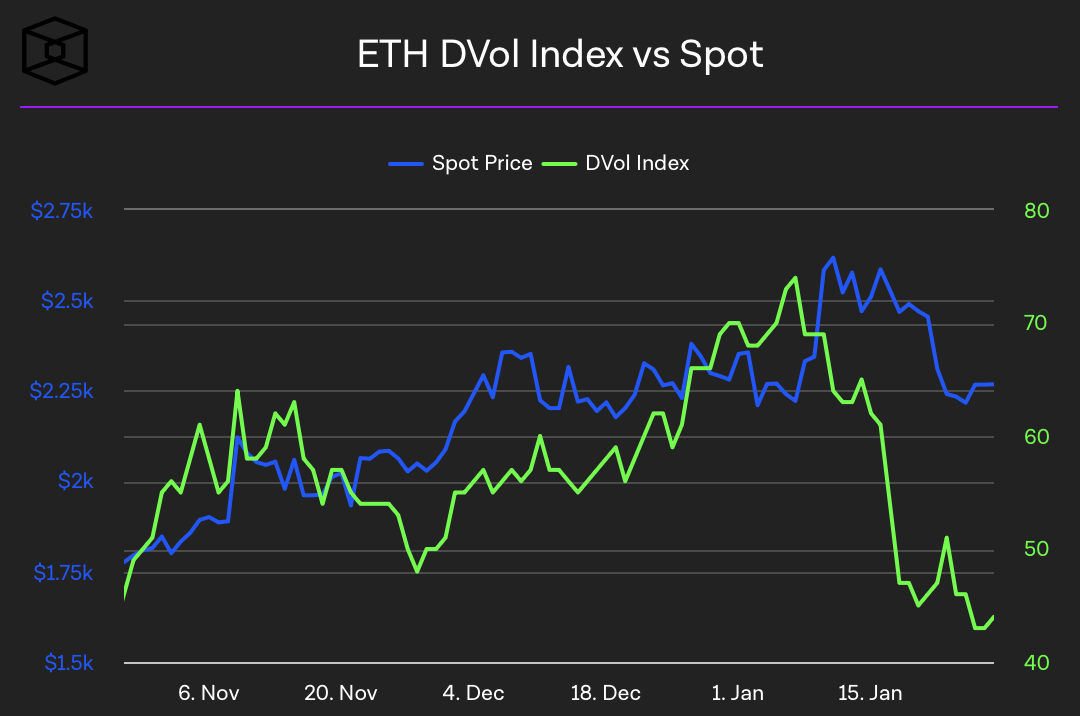 ETH DVol Index vs Spot
Spot Price DVol Index
$2.75k 80
$2.5k
70
$2.25k
60
$2k
50
$1.75k
$1.5k 40
6. Nov 20. Nov 4. Dec 18. Dec 1. Jan 15. Jan